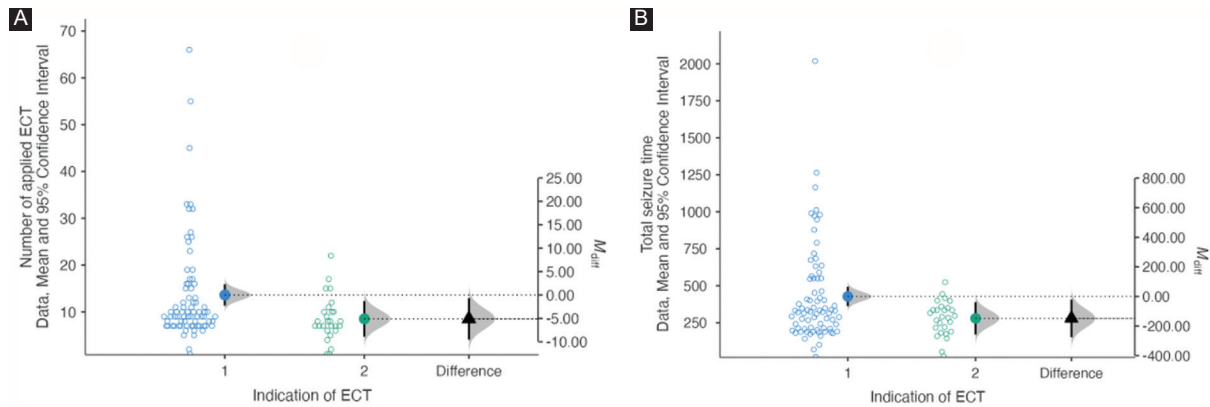 A
Number of applied ECT
Data, Mean and 95% Confidence Interval
70
60
50
40
30
20
10
25.00
20.00
15.00
10.00
5.00
0.00
-5.00
-10.00
Mdiff
1
2
Difference
Indication of ECT
B
Total seizure time
Data, Mean and 95% Confidence Interval
2000
1750
1500
1250
1000
750
500
250
800.00
600.00
400.00
200.00
0.00
-200.00
-400.00
Mdiff
1
2
Difference
Indication of ECT